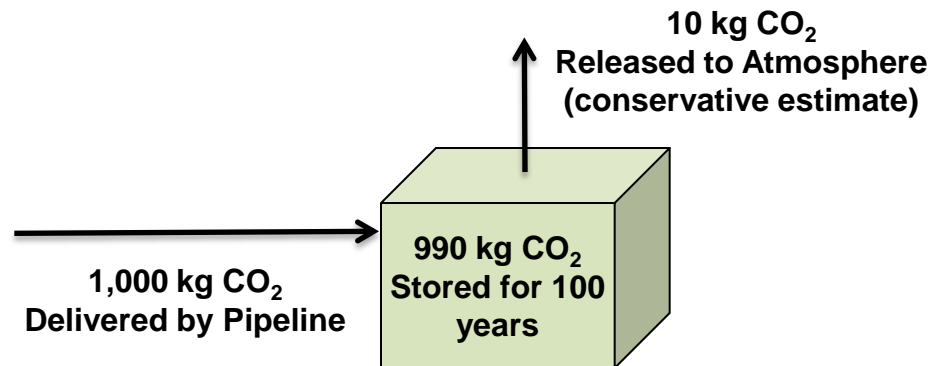 10 kg CO₂
Released to Atmosphere
(conservative estimate)
990 kg CO₂
Stored for 100
years
1,000 kg CO₂
Delivered by Pipeline